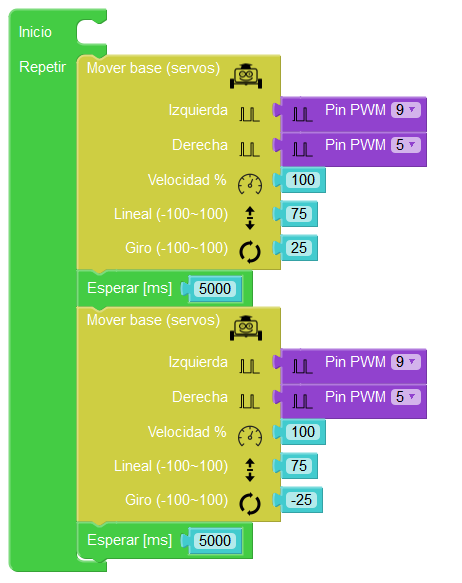 Inicio
Repetir
Mover base (servos)
Izquierda Pin PWM 9
Derecha Pin PWM 5
Velocidad % 100
Lineal (-100~100) 75
Giro (-100~100) 25
Esperar [ms] 5000
Mover base (servos)
Izquierda Pin PWM 9
Derecha Pin PWM 5
Velocidad % 100
Lineal (-100~100) 75
Giro (-100~100) -25
Esperar [ms] 5000